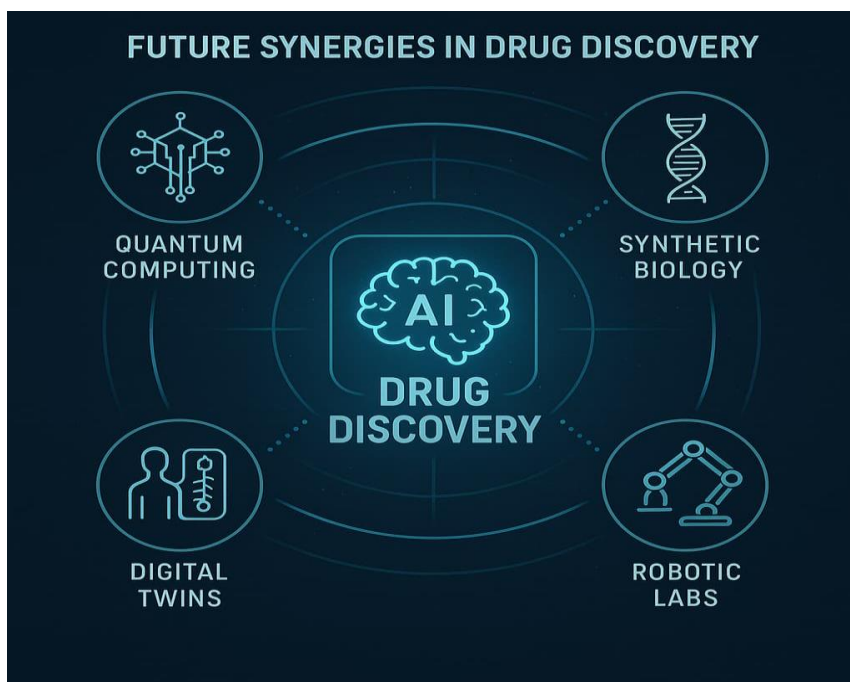 FUTURE SYNERGIES IN DRUG DISCOVERY
QUANTUM
COMPUTING
SYNTHETIC
BIOLOGY
AI
DRUG
DISCOVERY
DIGITAL
TWINS
ROBOTIC
LABS